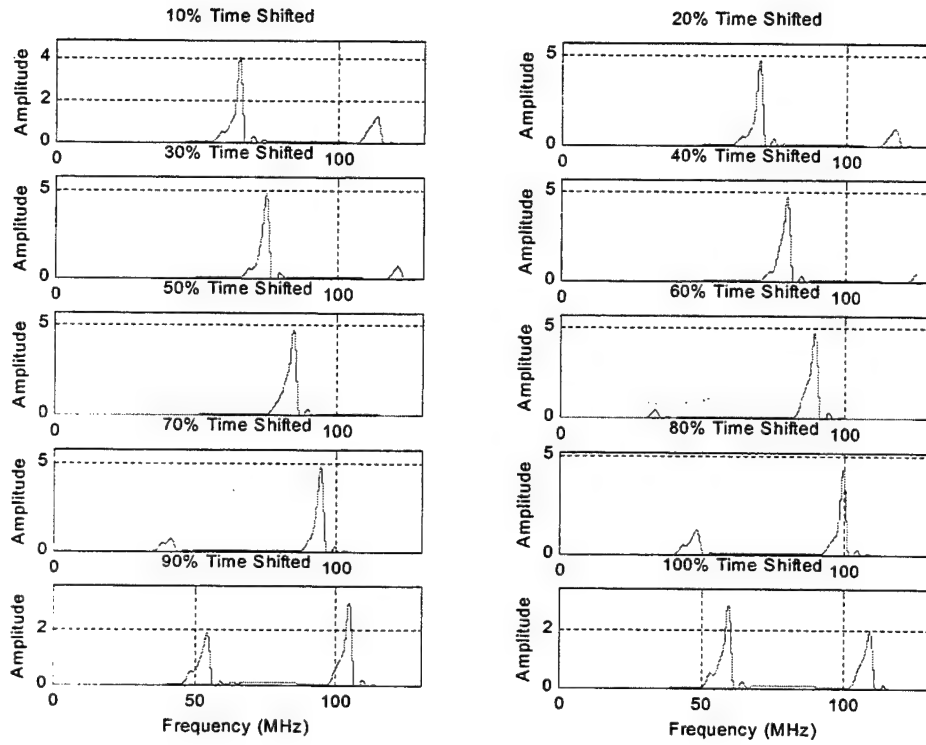 10% Time Shifted
20% Time Shifted
Amplitude
4
2
0
0
100
Amplitude
5
0
0
100
30% Time Shifted
40% Time Shifted
Amplitude
5
0
0
100
Amplitude
5
0
0
100
50% Time Shifted
60% Time Shifted
Amplitude
5
0
0
100
Amplitude
5
0
0
100
70% Time Shifted
80% Time Shifted
Amplitude
5
0
0
100
Amplitude
5
0
0
100
90% Time Shifted
100% Time Shifted
Amplitude
2
0
0
50
100
Frequency (MHz)
Amplitude
2
0
0
50
100
Frequency (MHz)